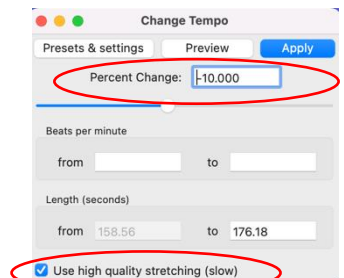 Change Tempo
Presets & settings Preview Apply
Percent Change: -10.000
Beats per minute
from to
Length (seconds)
from 158.56 to 176.18
Use high quality stretching (slow)